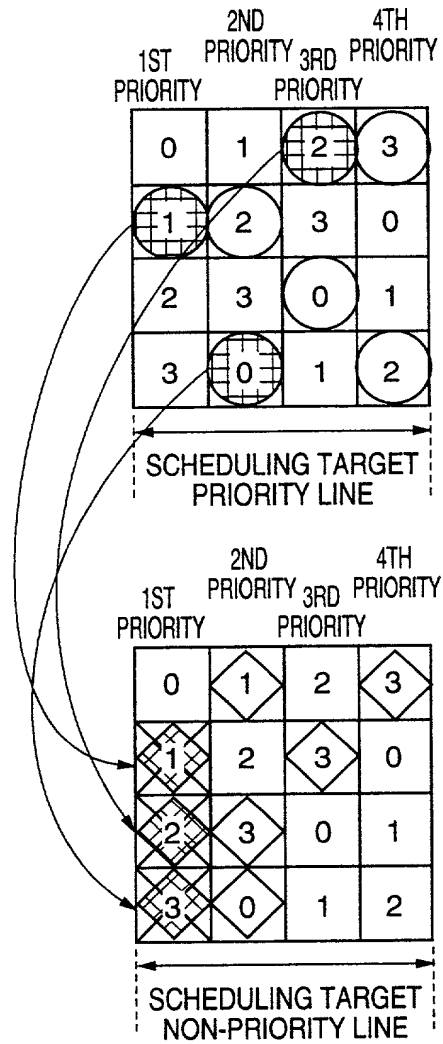 2ND PRIORITY
4TH PRIORITY
1ST PRIORITY
3RD PRIORITY
0 1 2 3
1 2 3 0
2 3 0 1
3 0 1 2
SCHEDULING TARGET
PRIORITY LINE
2ND PRIORITY
4TH PRIORITY
1ST PRIORITY
3RD PRIORITY
0 1 2 3
1 2 3 0
2 3 0 1
3 0 1 2
SCHEDULING TARGET
NON-PRIORITY LINE